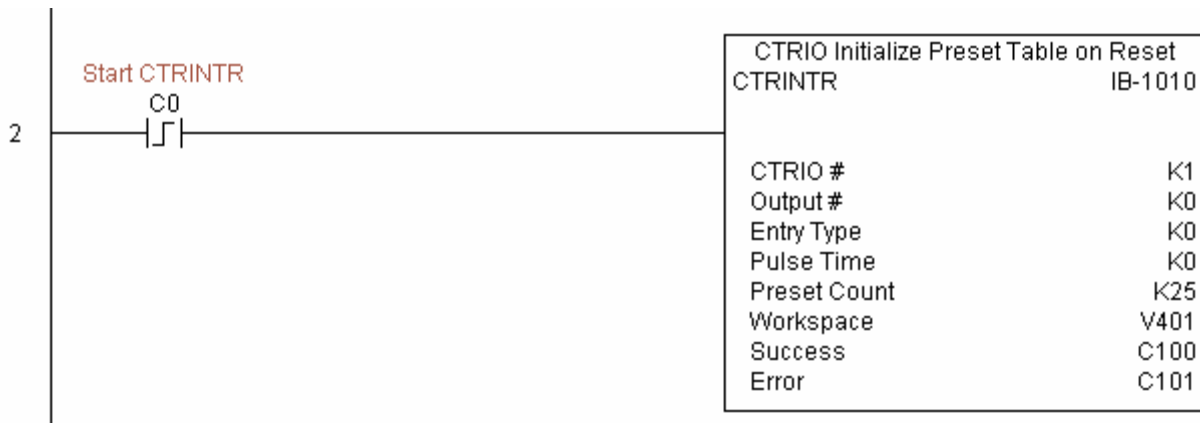 CTRIO Initialize Preset Table on Reset
CTRINTR IB-1010
Start CTRINTR
C0
2
CTRIO # K1
Output # K0
Entry Type K0
Pulse Time K0
Preset Count K25
Workspace V401
Success C100
Error C101